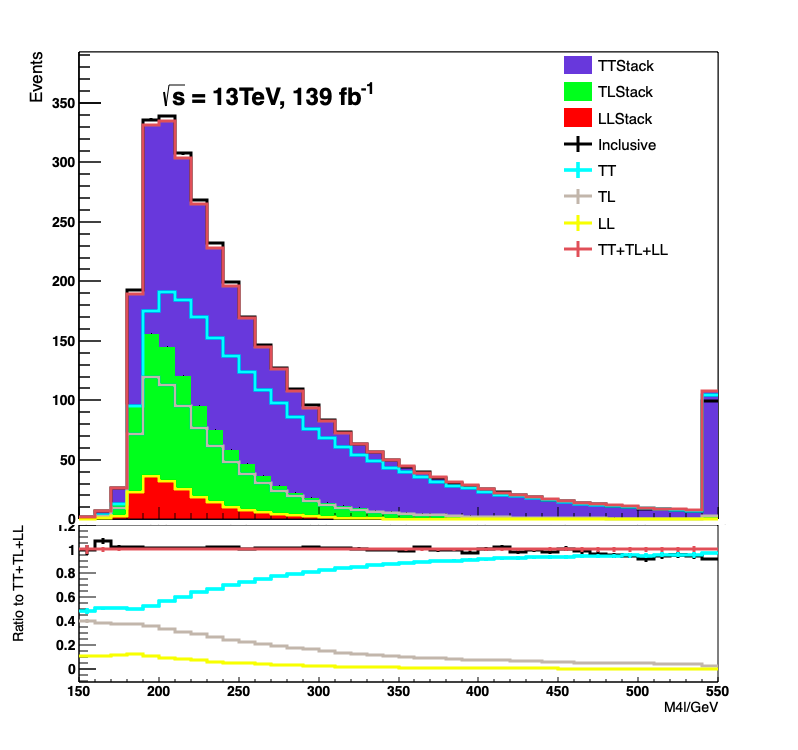 Events
√s = 13TeV, 139 fb⁻¹
TTStack
TLStack
LLStack
Inclusive
TT
TL
LL
TT+TL+LL
350
300
250
200
150
100
50
0
Ratio to TT+TL+LL
1.2
1
0.8
0.6
0.4
0.2
0
150 200 250 300 350 400 450 500 550
M4l/GeV